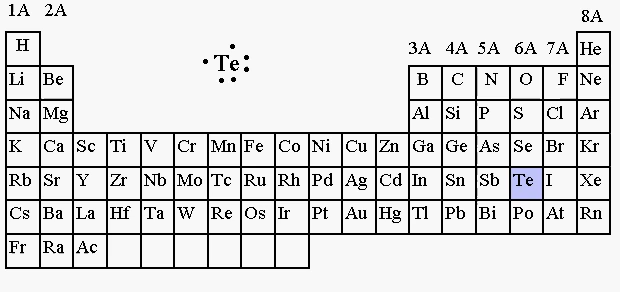 1A 2A 8A
H He
Te
3A 4A 5A 6A 7A
Li Be B C N O F Ne
Na Mg Al Si P S Cl Ar
K Ca Sc Ti V Cr Mn Fe Co Ni Cu Zn Ga Ge As Se Br Kr
Rb Sr Y Zr Nb Mo Tc Ru Rh Pd Ag Cd In Sn Sb Te I Xe
Cs Ba La Hf Ta W Re Os Ir Pt Au Hg Tl Pb Bi Po At Rn
Fr Ra Ac